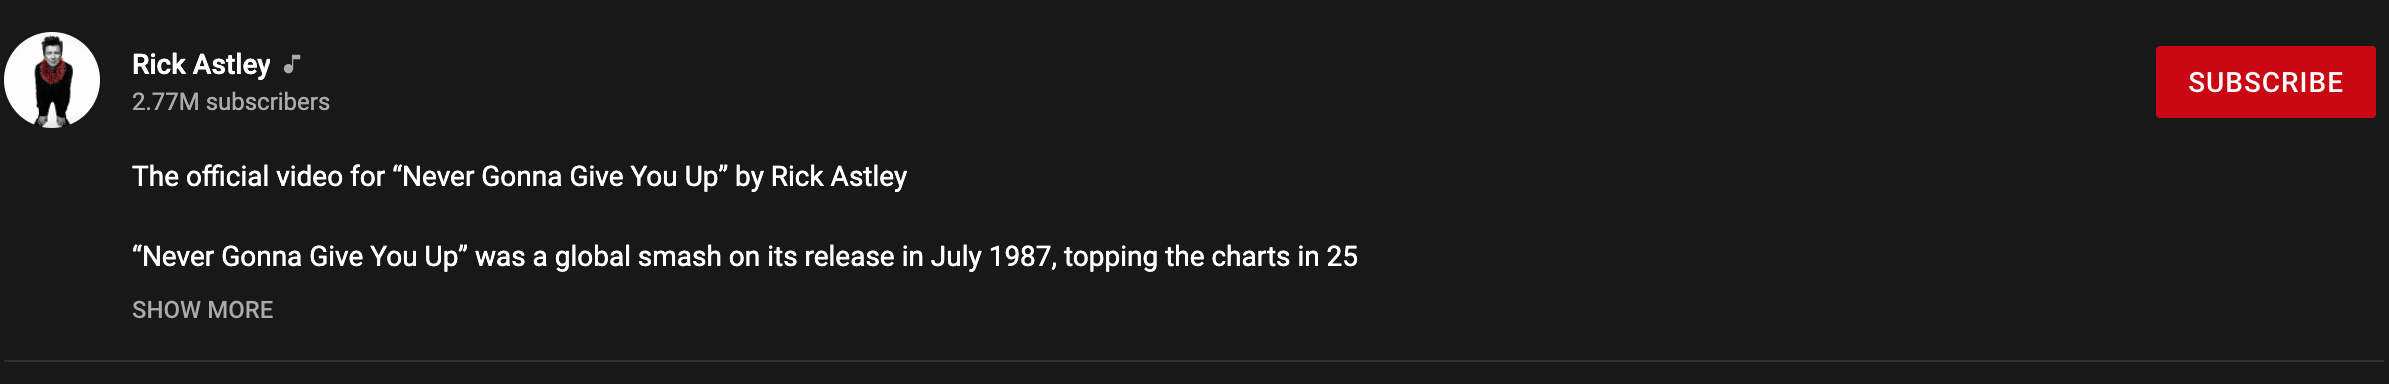 Rick Astley
2.77M subscribers
SUBSCRIBE
The official video for “Never Gonna Give You Up” by Rick Astley
“Never Gonna Give You Up” was a global smash on its release in July 1987, topping the charts in 25
SHOW MORE